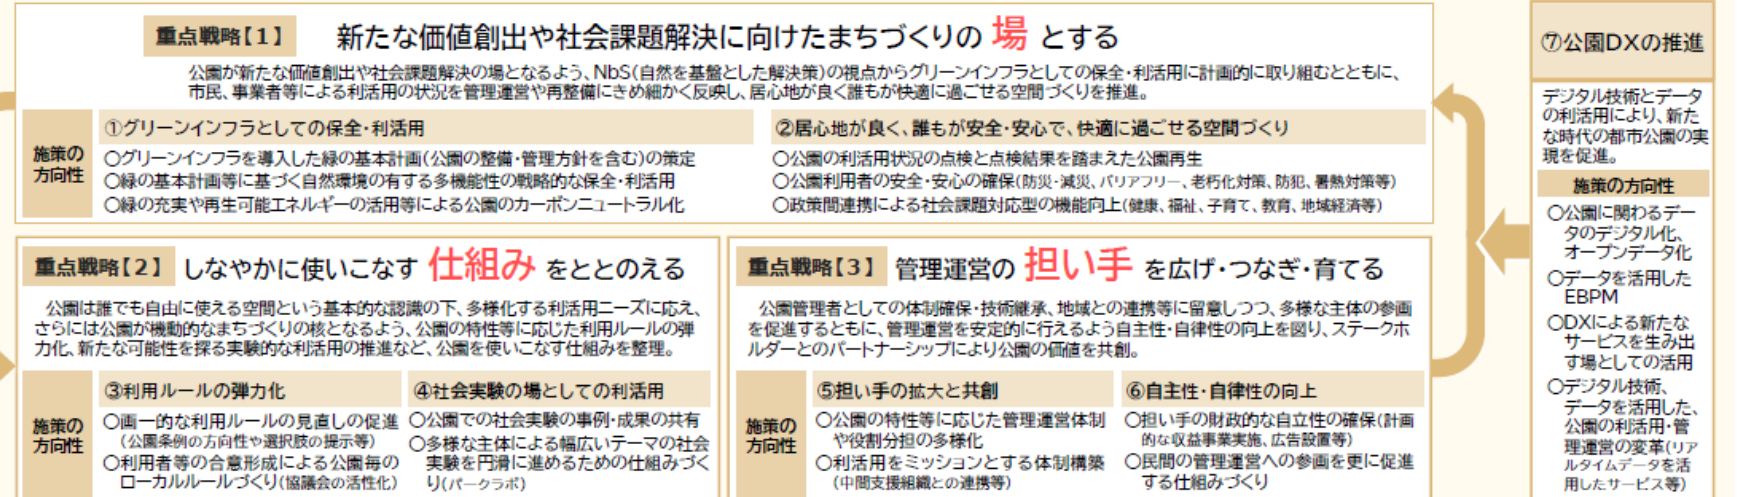 重点戦略【1】 新たな価値創出や社会課題解決に向けたまちづくりの 場 とする
公園が新たな価値創出や社会課題解決の場となるよう、NbS(自然を基盤とした解決策)の視点からグリーンインフラとしての保全・利活用に計画的に取り組むとともに、
市民、事業者等による利活用の状況を管理運営や再整備にきめ細かく反映し、居心地が良く誰もが快適に過ごせる空間づくりを推進。
施策の
方向性
①グリーンインフラとしての保全・利活用
〇グリーンインフラを導入した緑の基本計画(公園の整備・管理方針を含む)の策定
〇緑の基本計画等に基づく自然環境の有する多機能性の戦略的な保全・利活用
〇緑の充実や再生可能エネルギーの活用等による公園のカーボンニュートラル化
②居心地が良く、誰もが安全・安心で、快適に過ごせる空間づくり
〇公園の利活用状況の点検と点検結果を踏まえた公園再生
〇公園利用者の安全・安心の確保(防災・減災、バリアフリー、老朽化対策、防犯、暑熱対策等)
〇政策間連携による社会課題対応型の機能向上(健康、福祉、子育て、教育、地域経済等)
重点戦略【2】 しなやかに使いこなす 仕組み をととのえる
公園は誰でも自由に使える空間という基本的な認識の下、多様化する利活用ニーズに応え、
さらには公園が機動的なまちづくりの核となるよう、公園の特性等に応じた利用ルールの弾
力化、新たな可能性を探る実験的な利活用の推進など、公園を使いこなす仕組みを整理。
施策の
方向性
③利用ルールの弾力化
〇画一的な利用ルールの見直しの促進
(公園条例の方向性や選択肢の提示等)
〇利用者等の合意形成による公園毎の
ローカルルールづくり(協議会の活性化)
④社会実験の場としての利活用
〇公園での社会実験の事例・成果の共有
〇多様な主体による幅広いテーマの社会
実験を円滑に進めるための仕組みづく
り(パークラボ)
重点戦略【3】 管理運営の 担い手 を広げ・つなぎ・育てる
公園管理者としての体制確保・技術継承、地域との連携等に留意しつつ、多様な主体の参画
を促進するともに、管理運営を安定的に行えるよう自主性・自律性の向上を図り、ステークホ
ルダーとのパートナーシップにより公園の価値を共創。
施策の
方向性
⑤担い手の拡大と共創
〇公園の特性等に応じた管理運営体制
や役割分担の多様化
〇利活用をミッションとする体制構築
(中間支援組織との連携等)
⑥自主性・自律性の向上
〇担い手の財政的な自立性の確保(計画
的な収益事業実施、広告設置等)
〇民間の管理運営への参画を更に促進
する仕組みづくり
⑦公園DXの推進
デジタル技術とデータ
の利活用により、新た
な時代の都市公園の実
現を促進。
施策の方向性
〇公園に関わるデー
タのデジタル化、
オープンデータ化
〇データを活用した
EBPM
〇DXによる新たな
サービスを生み出
す場としての活用
〇デジタル技術、
データを活用した、
公園の利活用・管
理運営の変革(リア
ルタイムデータを活
用したサービス等)